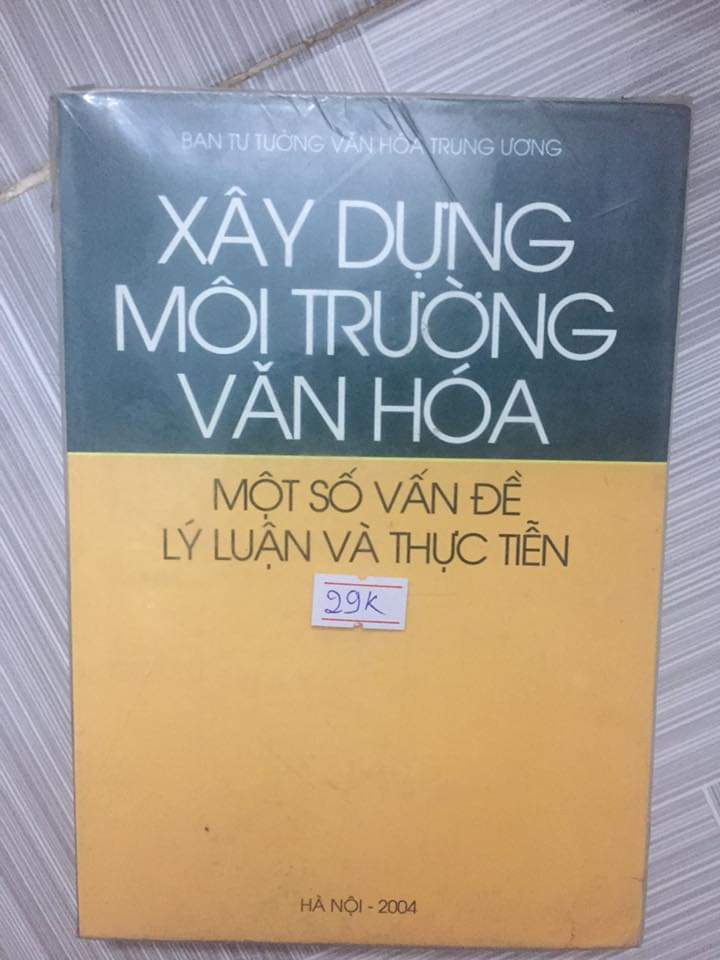 BAN TƯ TƯỞNG VĂN HÓA TRUNG ƯƠNG
XÂY DỰNG
MÔI TRƯỜNG
VĂN HÓA
MỘT SỐ VẤN ĐỀ
LÝ LUẬN VÀ THỰC TIỄN
29K
HÀ NỘI - 2004